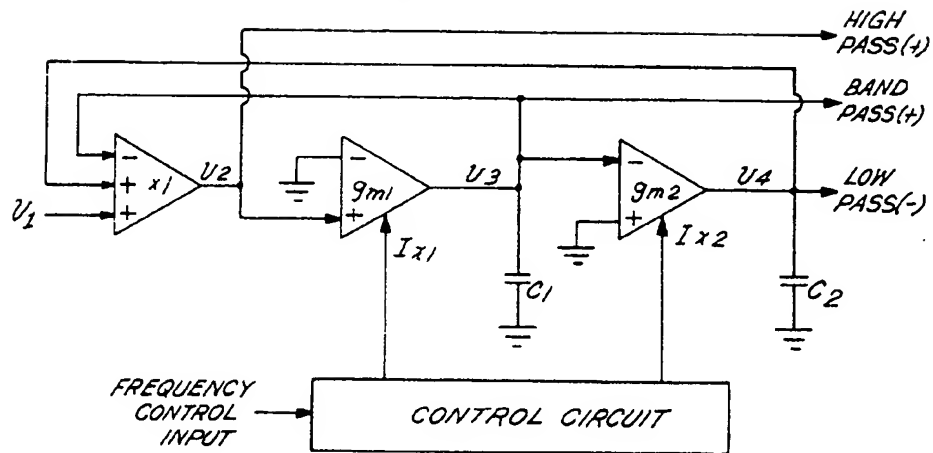 HIGH
PASS(+)
BAND
PASS(+)
LOW
PASS(-)
-
+
+
x1
U1
U2
-
+
gm1
U3
-
+
gm2
U4
Ix1
Ix2
C1
C2
FREQUENCY
CONTROL
INPUT
CONTROL CIRCUIT